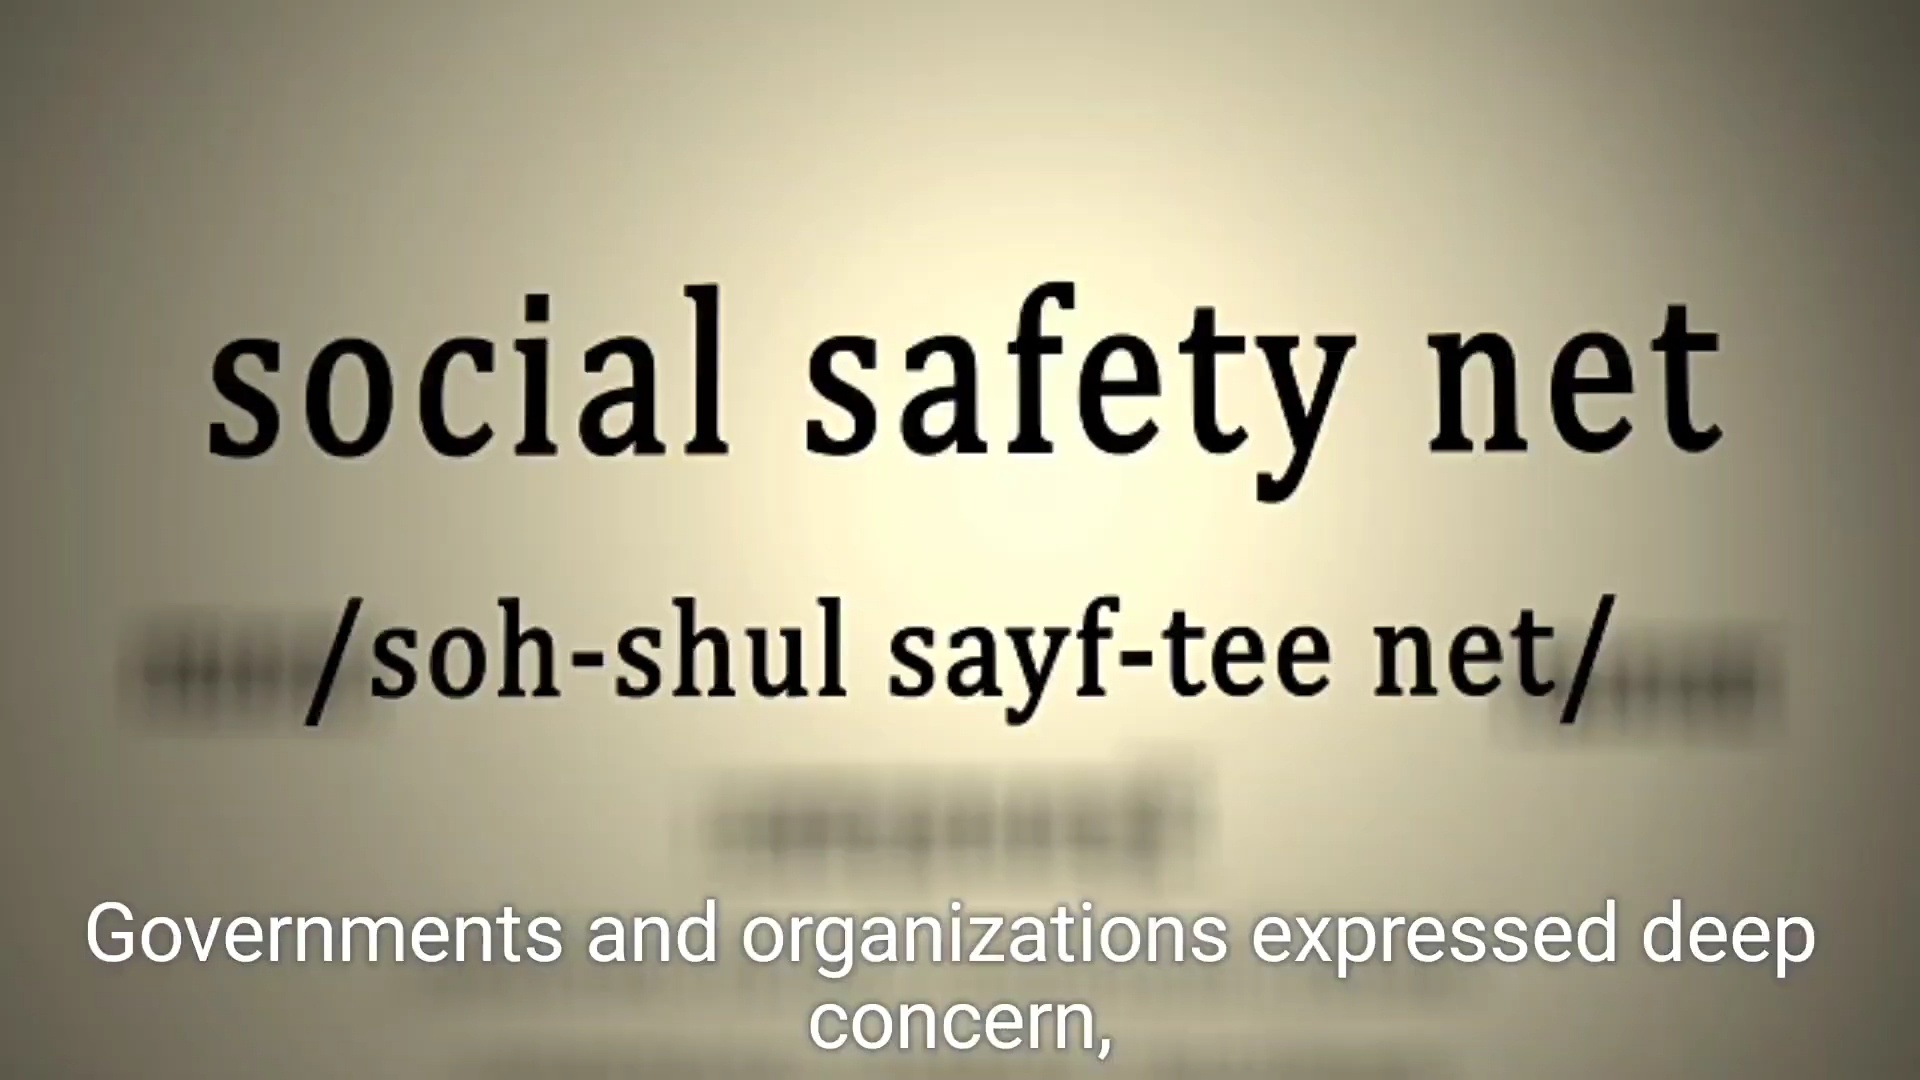 social safety net
/soh-shul sayf-tee net/
Governments and organizations expressed deep
concern,